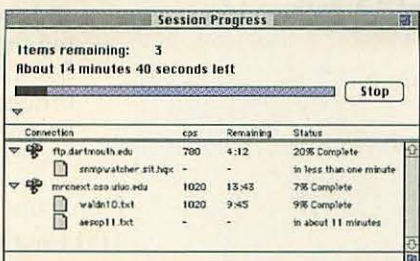 Session Progress
Items remaining: 3
About 14 minutes 40 seconds left
Stop
Connection cps Remaining Status
ftp.dartmouth.edu 780 4:12 20% Complete
snmpwatcher.sit.hqx - - in less than one minute
mrcnext.cso.uiuc.edu 1020 13:43 7% Complete
waldn10.txt 1020 9:45 9% Complete
aesop11.txt - - in about 11 minutes